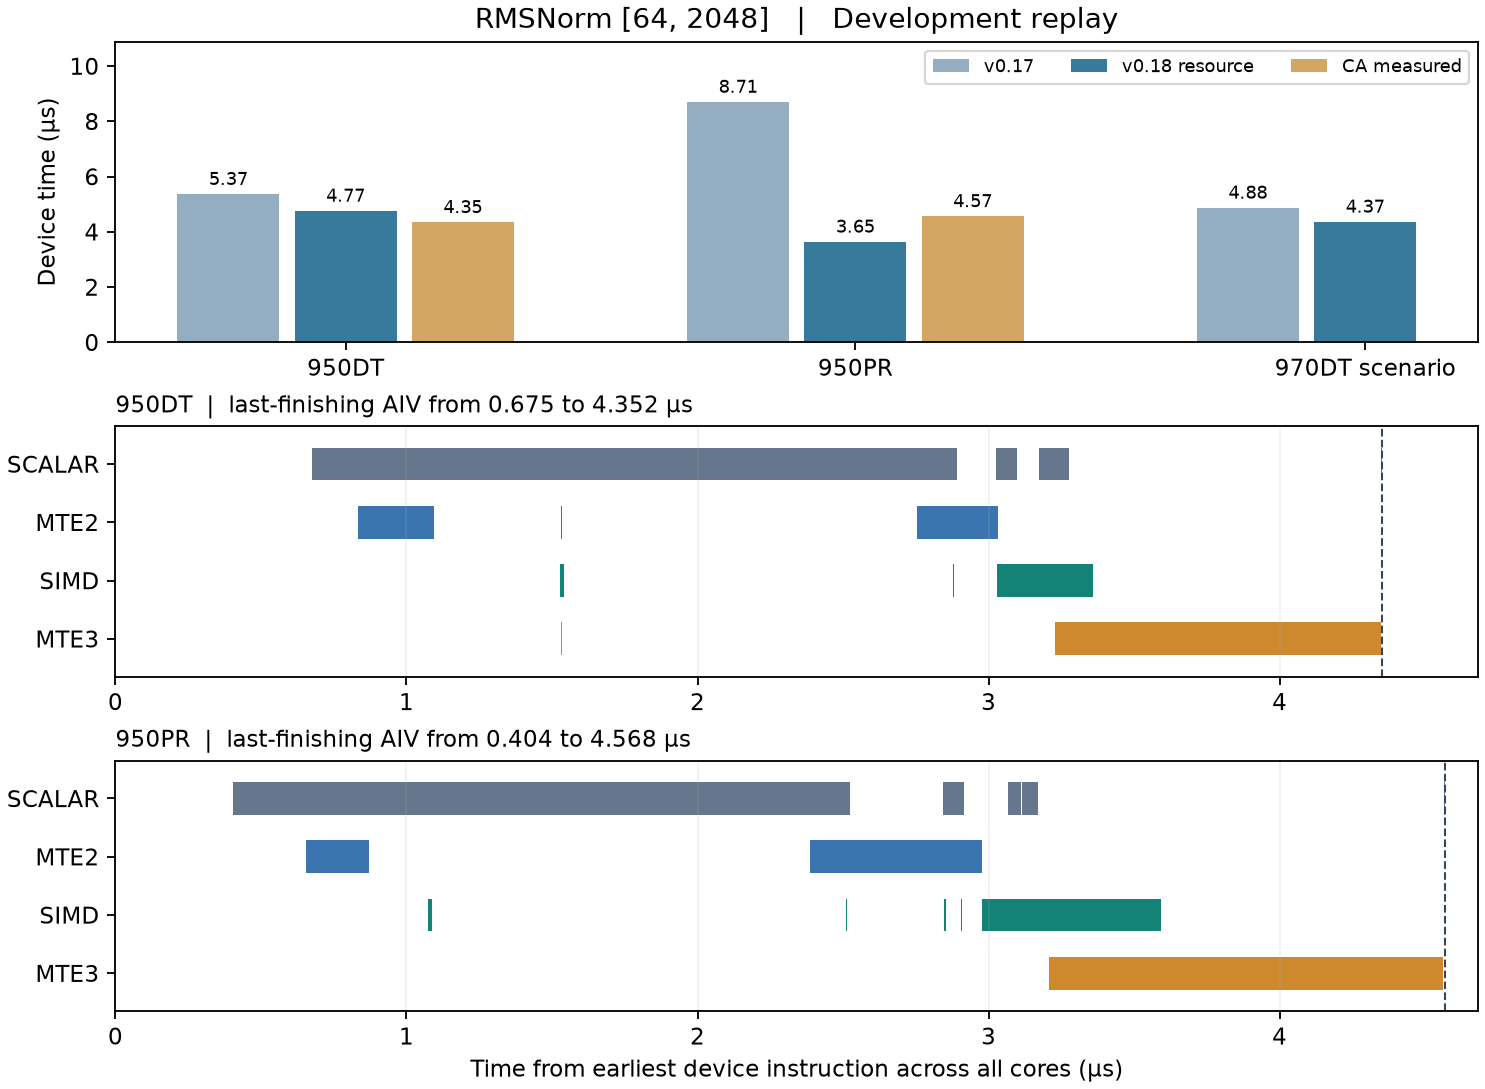 RMSNorm [64, 2048]   |   Development replay
Device time (µs)
10
8
6
4
2
0
v0.17
v0.18 resource
CA measured
5.37
4.77
4.35
8.71
3.65
4.57
4.88
4.37
950DT
950PR
970DT scenario
950DT  |  last-finishing AIV from 0.675 to 4.352 µs
SCALAR
MTE2
SIMD
MTE3
0
1
2
3
4
950PR  |  last-finishing AIV from 0.404 to 4.568 µs
SCALAR
MTE2
SIMD
MTE3
0
1
2
3
4
Time from earliest device instruction across all cores (µs)